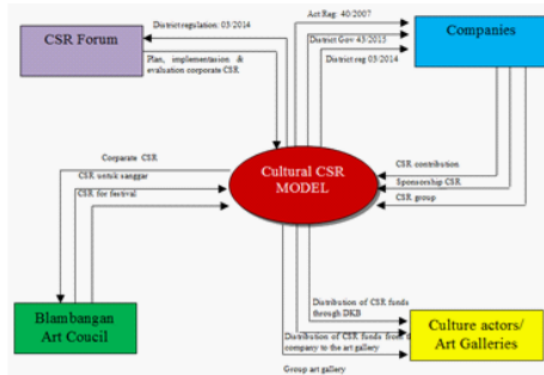 District regulation: 03/2014
Act Rag: 40/2007
CSR Forum
District Gov 43/2015
Companies
Plan, implementasion &
evaluation corporate CSR
District reg 03/2014
Corparate CSR
CSR untuk sanggar
CSR for festival
Cultural CSR
MODEL
CSR contribution
Sponsorship CSR
CSR group
Blambangan
Art Coucil
Distribution of CSR funds
through DKB
Distribution of CSR funds from
company to the art gallery
Group art gallery
Culture actors/
Art Galleries